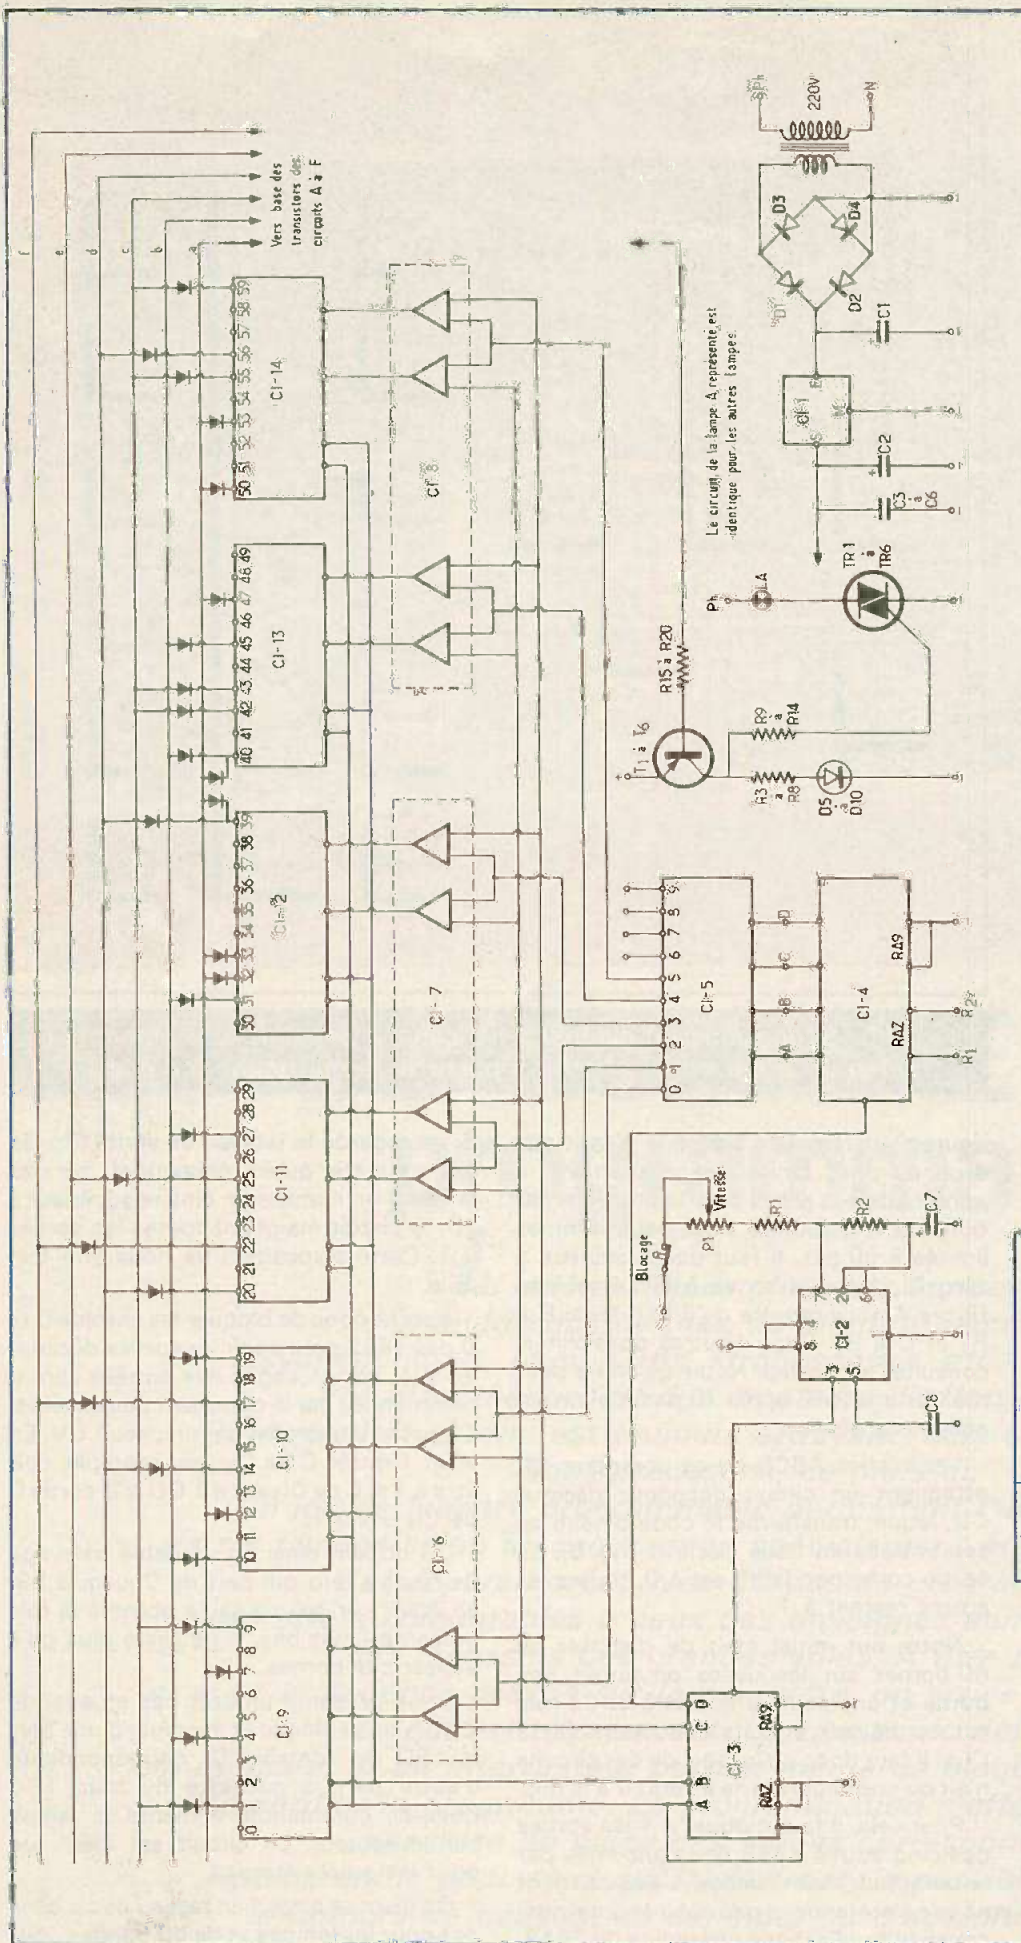 f
e
d
c
b
a
Vers base des
transistors des
circuits A à F
0 1 2 3 4 5 6 7 8 9
CI-9
10 11 12 13 14 15 16 17 18 19
CI-10
20 21 22 23 24 25 26 27 28 29
CI-11
30 31 32 33 34 35 36 37 38 39
40 41 42 43 44 45 46 47 48 49
CI-13
50 51 52 53 54 55 56 57 58 59
CI-14
CI-6
CI-7
CI-8
A B C D
CI-3
RAZ RA9
0 1 2 3 4 5 6 7 8 9
CI-5
A B C D
CI-4
RAZ RA9
R1 R2
Blocage
Vitesse
P1
R1
R2
C7
8 4
7
2
6
CI-2
3
5
1
C8
Le circuit de la lampe A représenté est
identique pour les autres lampes
T1 à T6
R15 à R20
R3
à
R8
R9
à
R14
D5
à
D10
Ph
LA
TR1
à
TR6
C3
à
C6
C2
S
CI-1
E
M
C1
D1
D2
D3
D4
220V
Ph
N